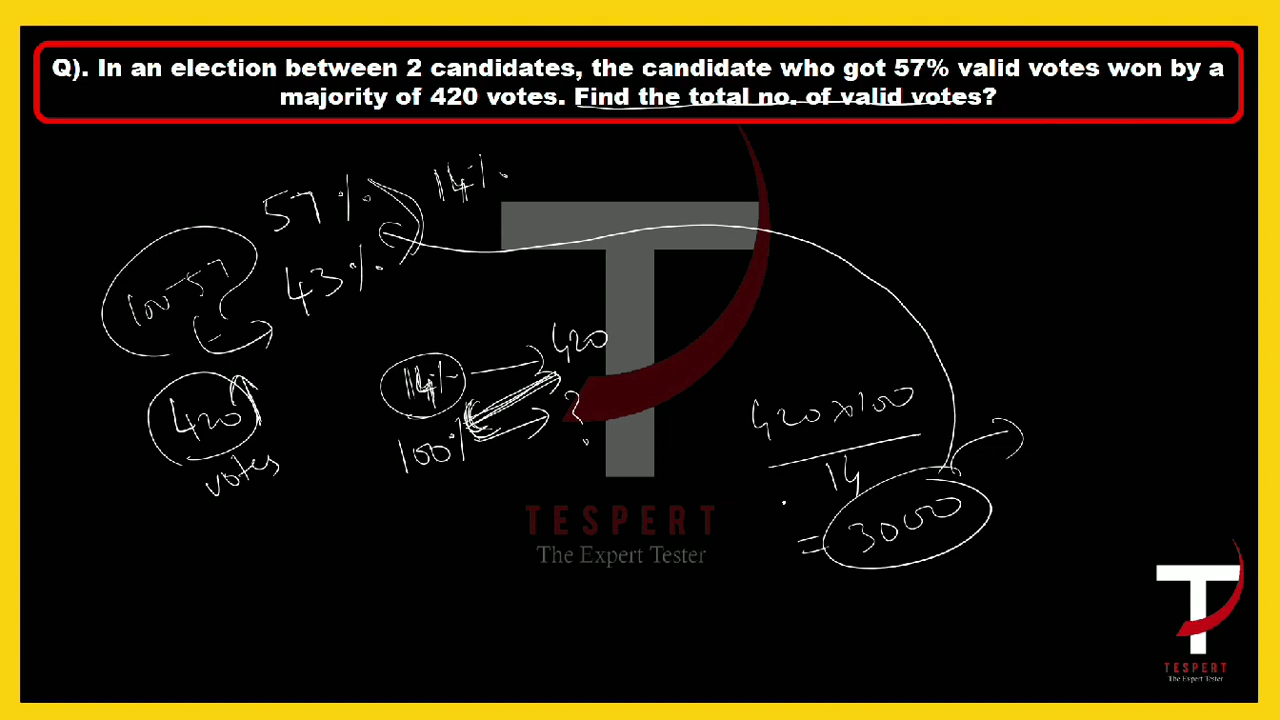 Q). In an election between 2 candidates, the candidate who got 57% valid votes won by a
majority of 420 votes. Find the total no. of valid votes?
57%
14%
100-57
43%
420
votes
14% 420
100% ?
420x100
14
= 3000
TESPERT
The Expert Tester
TESPERT
The Expert Tester